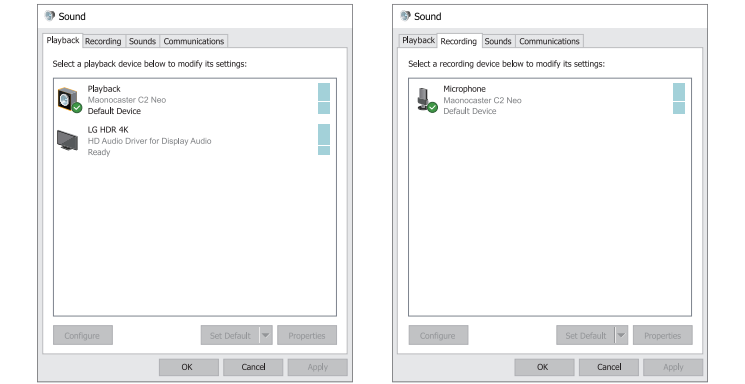 Sound
Playback Recording Sounds Communications
Select a playback device below to modify its settings:
Playback
Maonocaster C2 Neo
Default Device
LG HDR 4K
HD Audio Driver for Display Audio
Ready
Configure Set Default Properties
OK Cancel Apply
Sound
Playback Recording Sounds Communications
Select a recording device below to modify its settings:
Microphone
Maonocaster C2 Neo
Default Device
Configure Set Default Properties
OK Cancel Apply